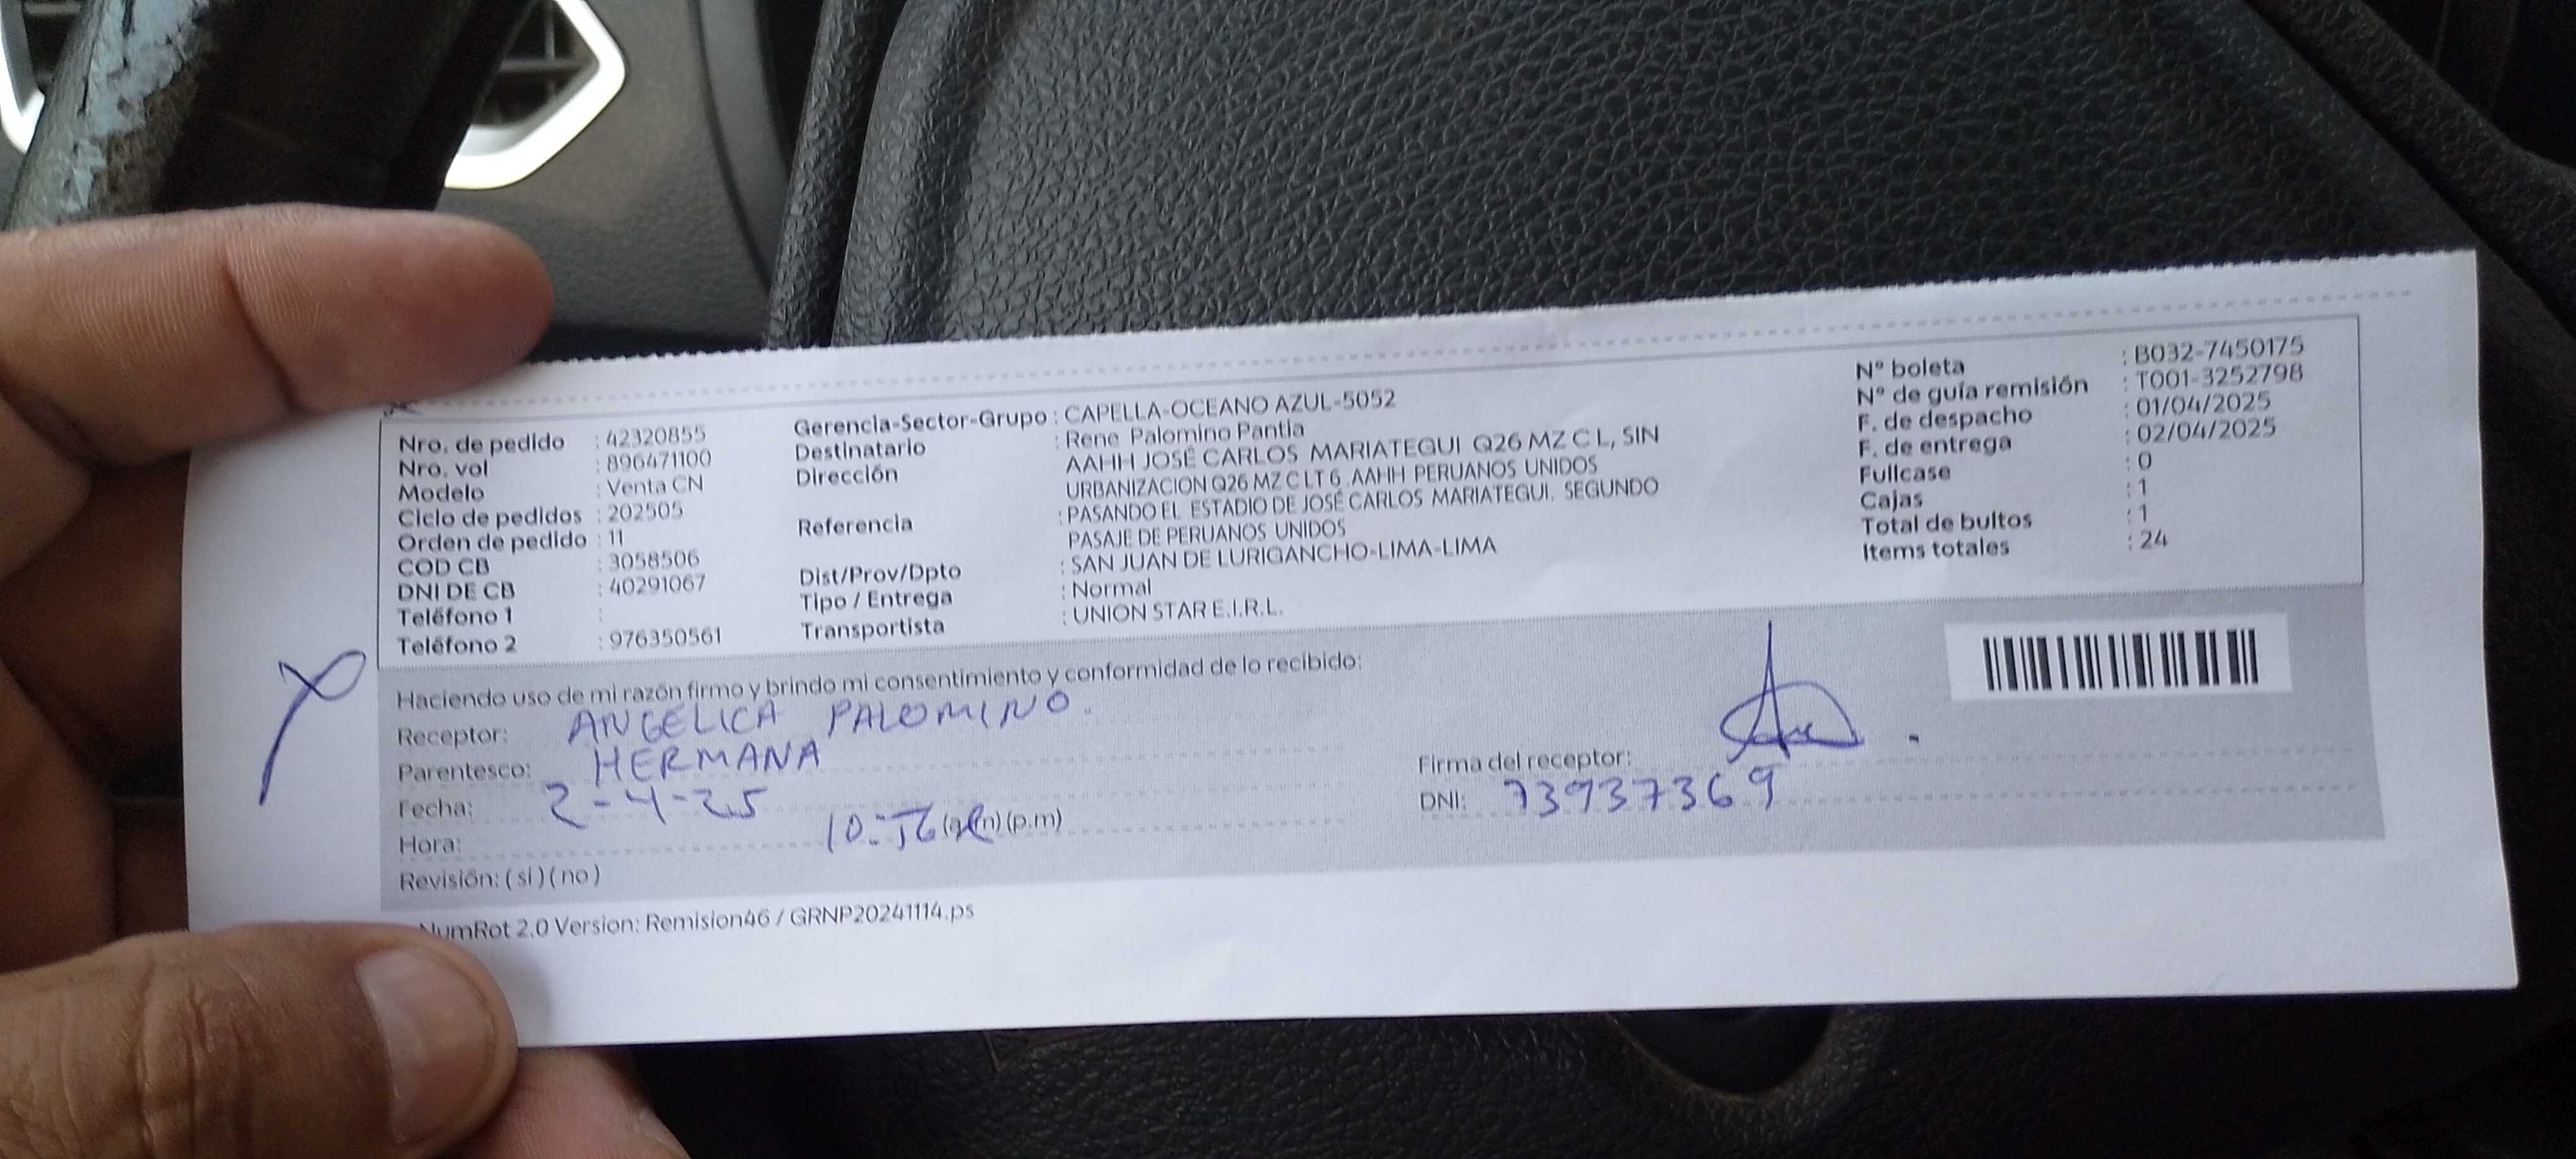 Nro. de pedido : 42320855
Nro. vol : 896471100
Modelo : Venta CN
Ciclo de pedidos : 202505
Orden de pedido : 11
COD CB : 3058506
DNI DE CB : 40291067
Teléfono 1 :
Teléfono 2 : 976350561
Gerencia-Sector-Grupo : CAPELLA-OCEANO AZUL-5052
Destinatario : Rene Palomino Pantia
Dirección AAHH JOSÉ CARLOS MARIATEGUI Q26 MZ C L, SIN
URBANIZACION Q26 MZ C LT 6 .AAHH PERUANOS UNIDOS
Referencia : PASANDO EL ESTADIO DE JOSÉ CARLOS MARIATEGUI. SEGUNDO
PASAJE DE PERUANOS UNIDOS
Dist/Prov/Dpto : SAN JUAN DE LURIGANCHO-LIMA-LIMA
Tipo / Entrega : Normal
Transportista : UNION STAR E.I.R.L.
Nº boleta : B032-7450175
Nº de guía remisión : T001-3252798
F. de despacho : 01/04/2025
F. de entrega : 02/04/2025
Fullcase : 0
Cajas : 1
Total de bultos : 1
Items totales : 24
Haciendo uso de mi razón firmo y brindo mi consentimiento y conformidad de lo recibido:
Receptor: ANGELICA PALOMINO.
Parentesco: HERMANA
Fecha: 2-4-25
Hora: (p.m)
Revisión: ( si ) ( no )
Firma del receptor:
DNI: 73937369
NumRot 2.0 Version: Remision46 / GRNP20241114.ps